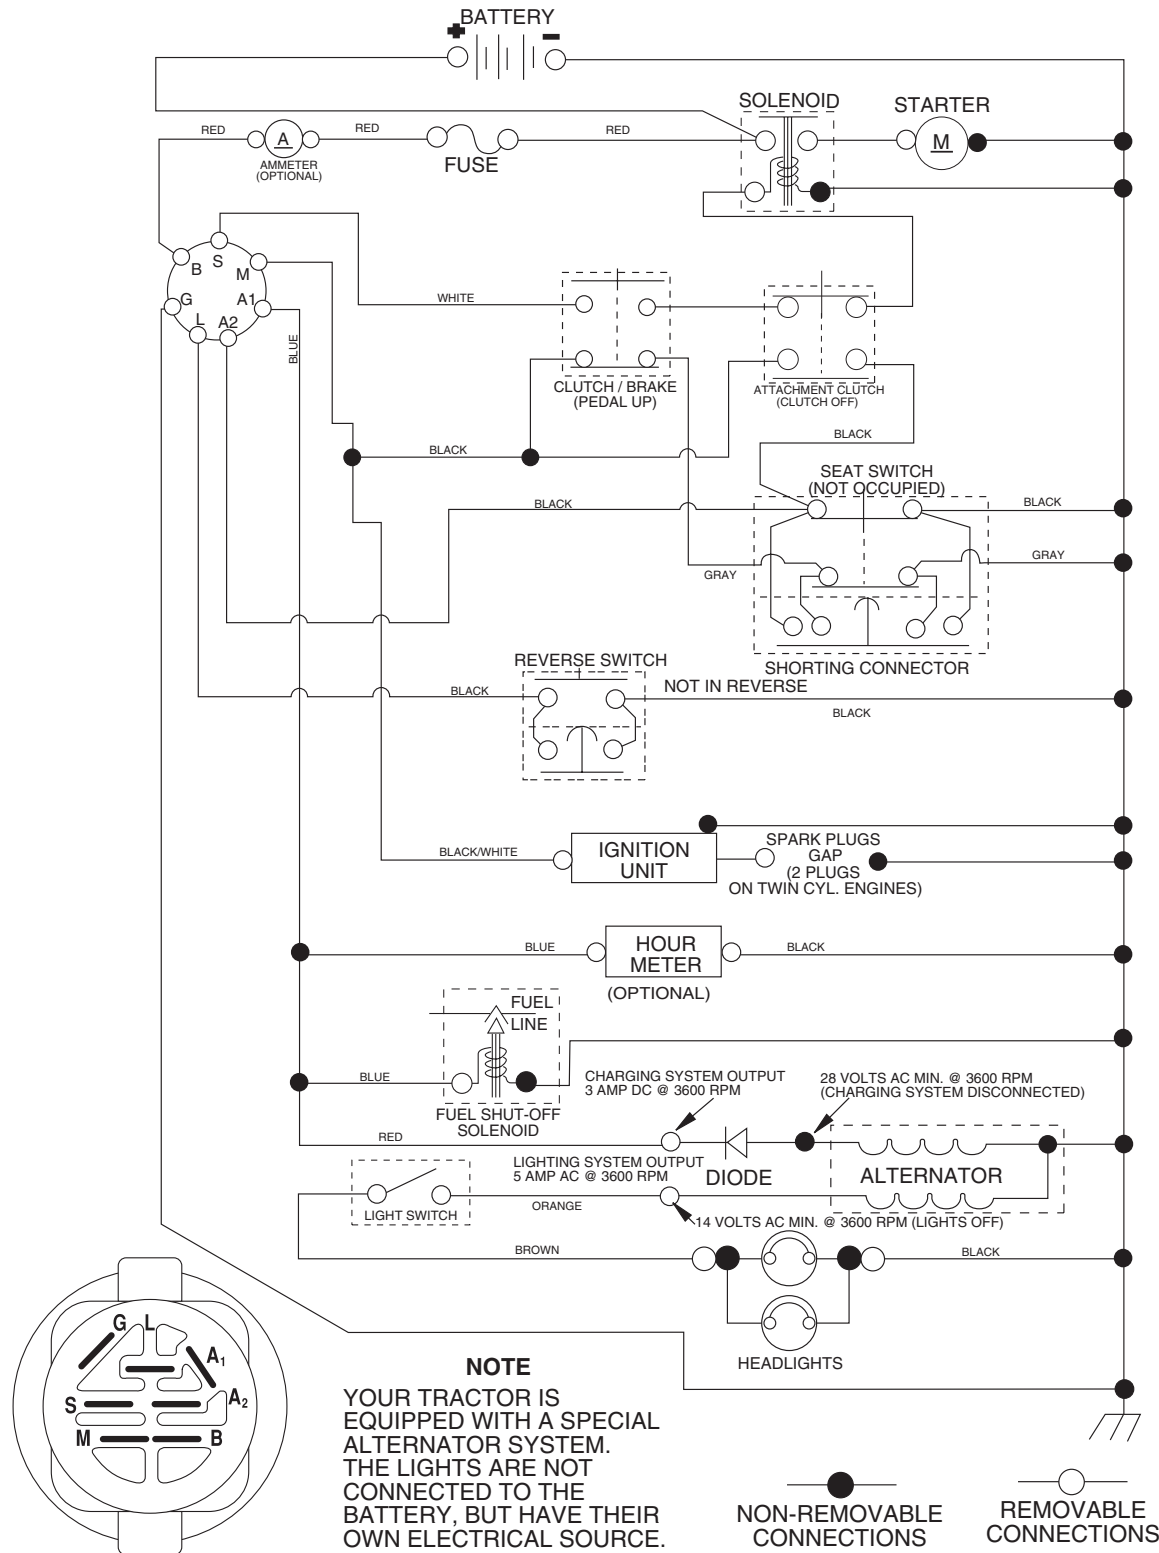 BATTERY
SOLENOID
STARTER
RED
A
RED
RED
M
AMMETER
(OPTIONAL)
FUSE
B
S
M
G
A1
L
A2
WHITE
BLUE
CLUTCH / BRAKE
(PEDAL UP)
ATTACHMENT CLUTCH
(CLUTCH OFF)
BLACK
BLACK
SEAT SWITCH
(NOT OCCUPIED)
BLACK
BLACK
GRAY
GRAY
SHORTING CONNECTOR
REVERSE SWITCH
NOT IN REVERSE
BLACK
BLACK
BLACK/WHITE
IGNITION
UNIT
SPARK PLUGS
GAP
(2 PLUGS
ON TWIN CYL. ENGINES)
BLUE
HOUR
METER
BLACK
(OPTIONAL)
FUEL
LINE
BLUE
FUEL SHUT-OFF
SOLENOID
CHARGING SYSTEM OUTPUT
3 AMP DC @ 3600 RPM
28 VOLTS AC MIN. @ 3600 RPM
(CHARGING SYSTEM DISCONNECTED)
RED
DIODE
ALTERNATOR
LIGHTING SYSTEM OUTPUT
5 AMP AC @ 3600 RPM
LIGHT SWITCH
ORANGE
14 VOLTS AC MIN. @ 3600 RPM (LIGHTS OFF)
BROWN
BLACK
HEADLIGHTS
G
L
A1
A2
S
M
B
NOTE
YOUR TRACTOR IS
EQUIPPED WITH A SPECIAL
ALTERNATOR SYSTEM.
THE LIGHTS ARE NOT
CONNECTED TO THE
BATTERY, BUT HAVE THEIR
OWN ELECTRICAL SOURCE.
NON-REMOVABLE
CONNECTIONS
REMOVABLE
CONNECTIONS